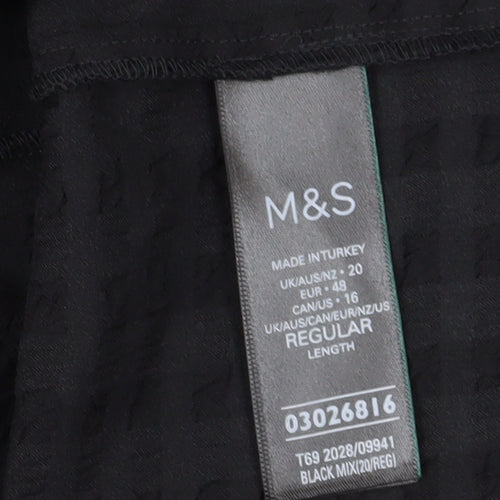 M&S
MADE IN TURKEY
UK/AUS/NZ • 20
EUR • 48
CAN/US • 16
UK/AUS/CAN/EUR/NZ/US
REGULAR
LENGTH
03026816
T69 2028/09941
BLACK MIX(20/REG)